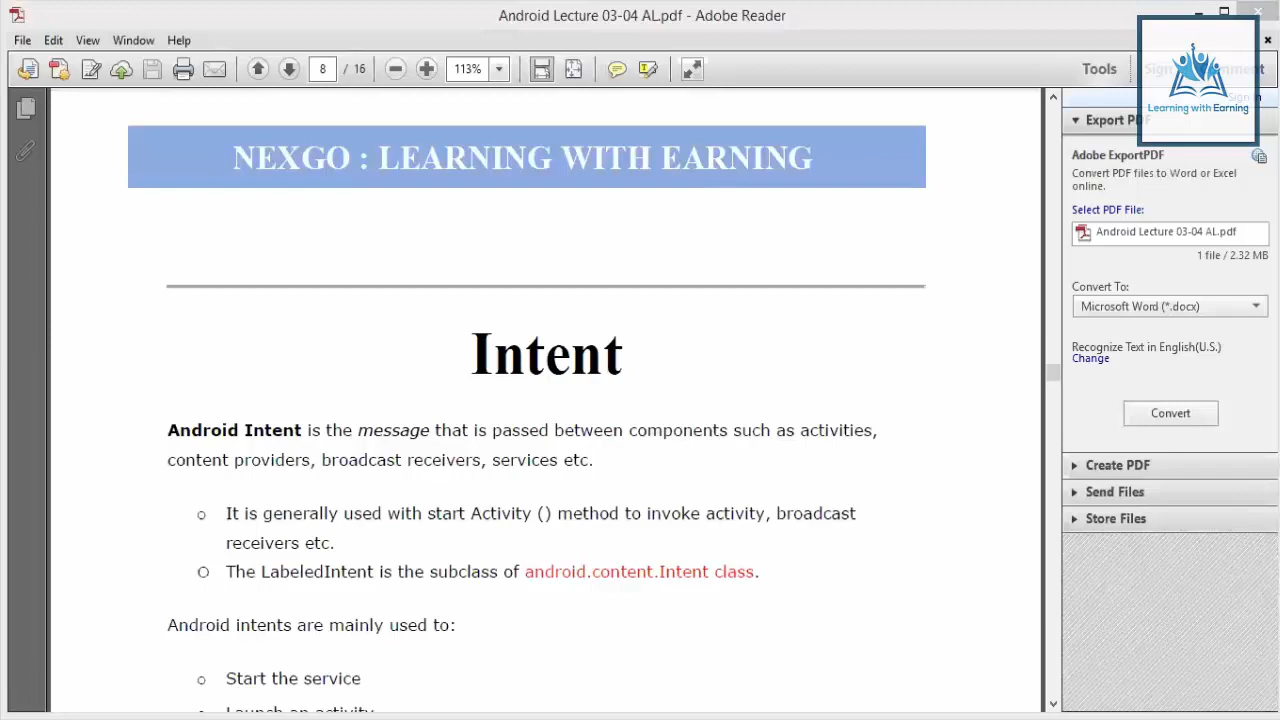 Android Lecture 03-04 AL.pdf - Adobe Reader
File Edit View Window Help
8 / 16 113% Tools
Learning with Earning
Export
NEXGO : LEARNING WITH EARNING
Adobe ExportPDF
Convert PDF files to Word or Excel
online.
Select PDF File:
Android Lecture 03-04 AL.pdf
1 file / 2.32 MB
Convert To:
Microsoft Word (*.docx)
Recognize Text in English(U.S.)
Change
Convert
Create PDF
Send Files
Store Files
Intent
Android Intent is the message that is passed between components such as activities,
content providers, broadcast receivers, services etc.
o It is generally used with start Activity () method to invoke activity, broadcast
receivers etc.
o The LabeledIntent is the subclass of android.content.Intent class.
Android intents are mainly used to:
o Start the service
Launch an activity